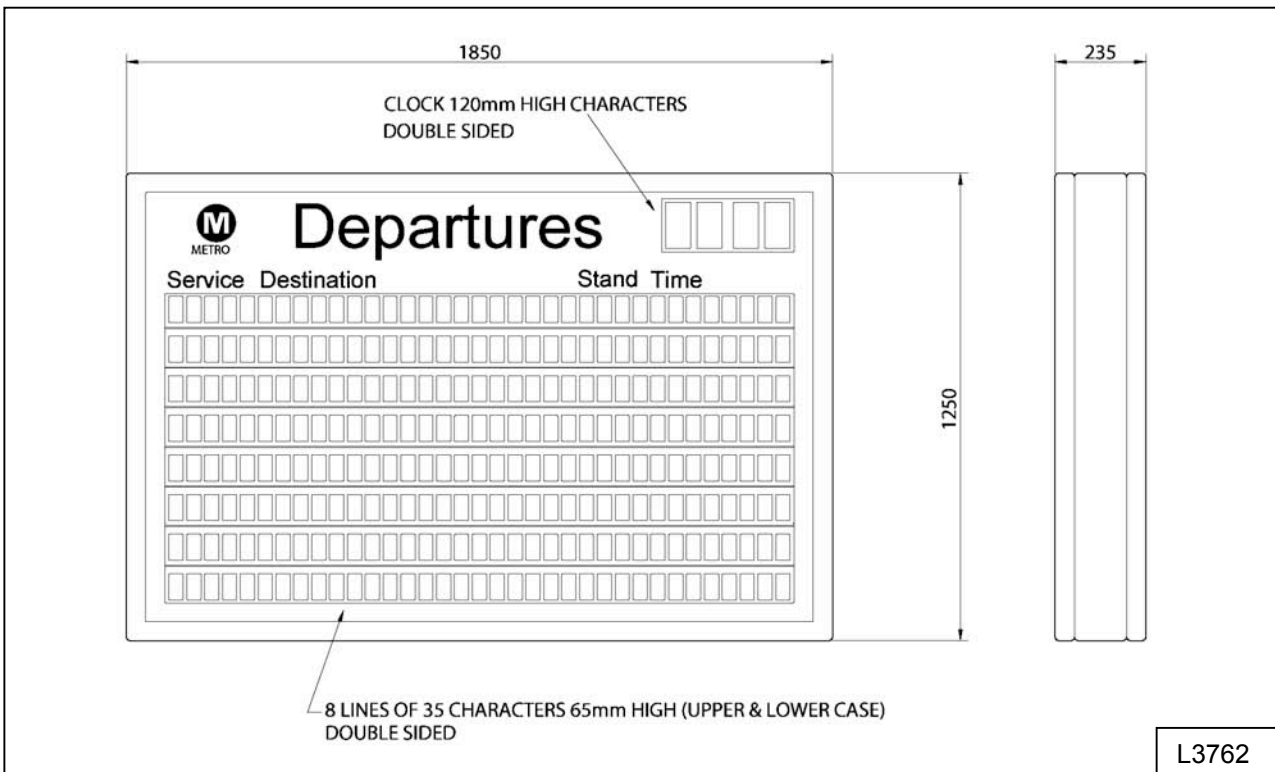 1850
235
CLOCK 120mm HIGH CHARACTERS
DOUBLE SIDED
M
METRO
Departures
Service Destination Stand Time
1250
8 LINES OF 35 CHARACTERS 65mm HIGH (UPPER & LOWER CASE)
DOUBLE SIDED
L3762